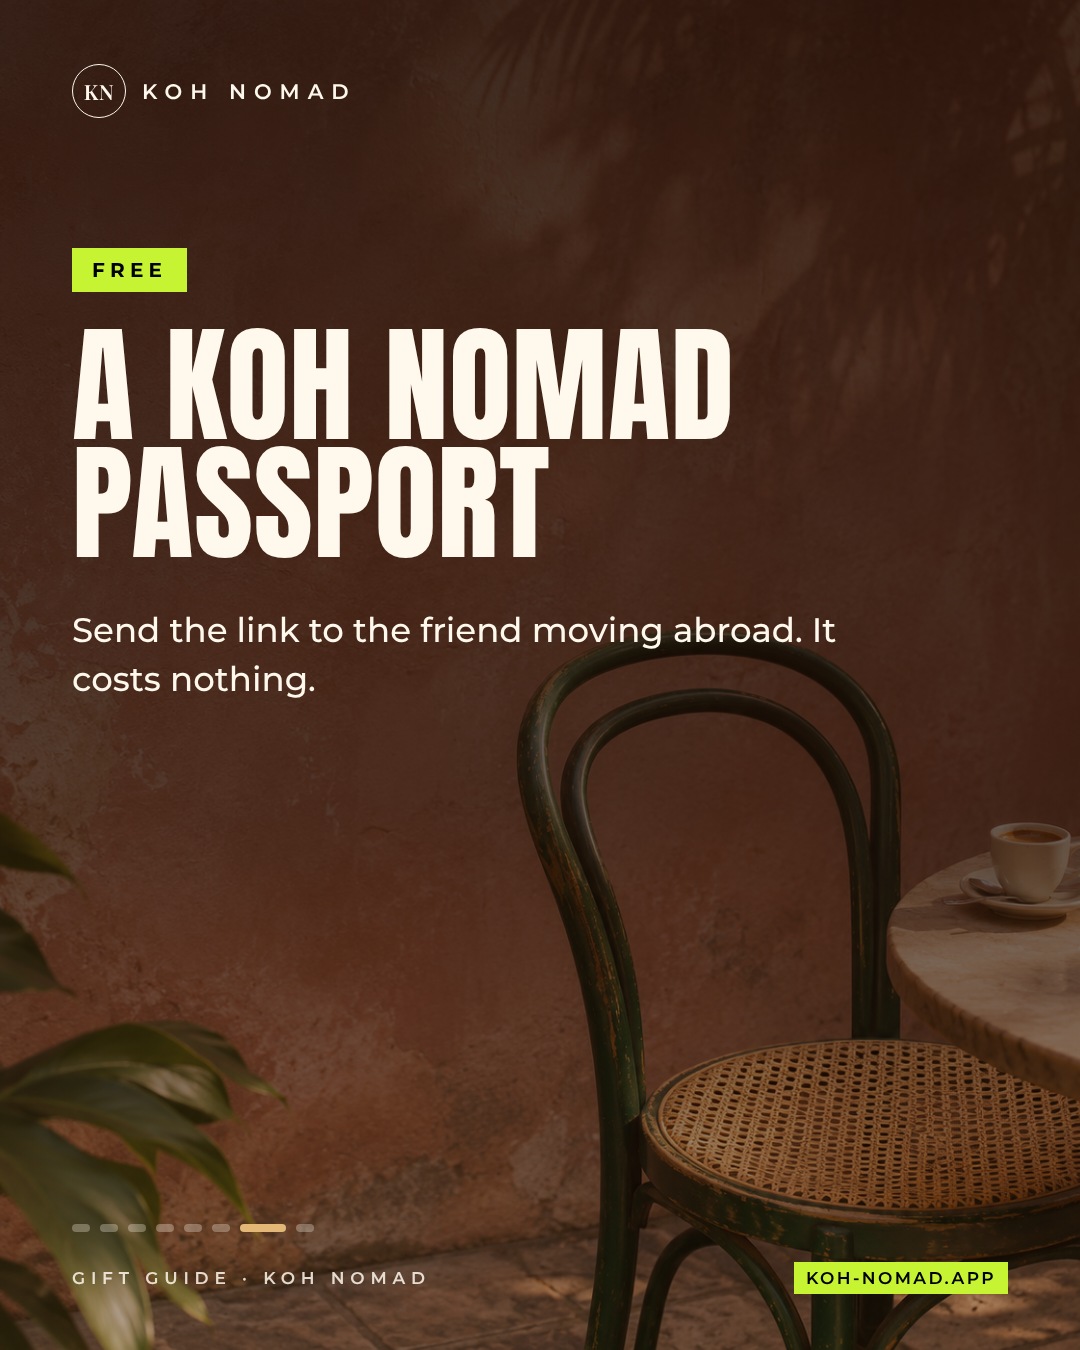 KN KOH NOMAD
FREE
A KOH NOMAD
PASSPORT
Send the link to the friend moving abroad. It
costs nothing.
GIFT GUIDE · KOH NOMAD
KOH-NOMAD.APP